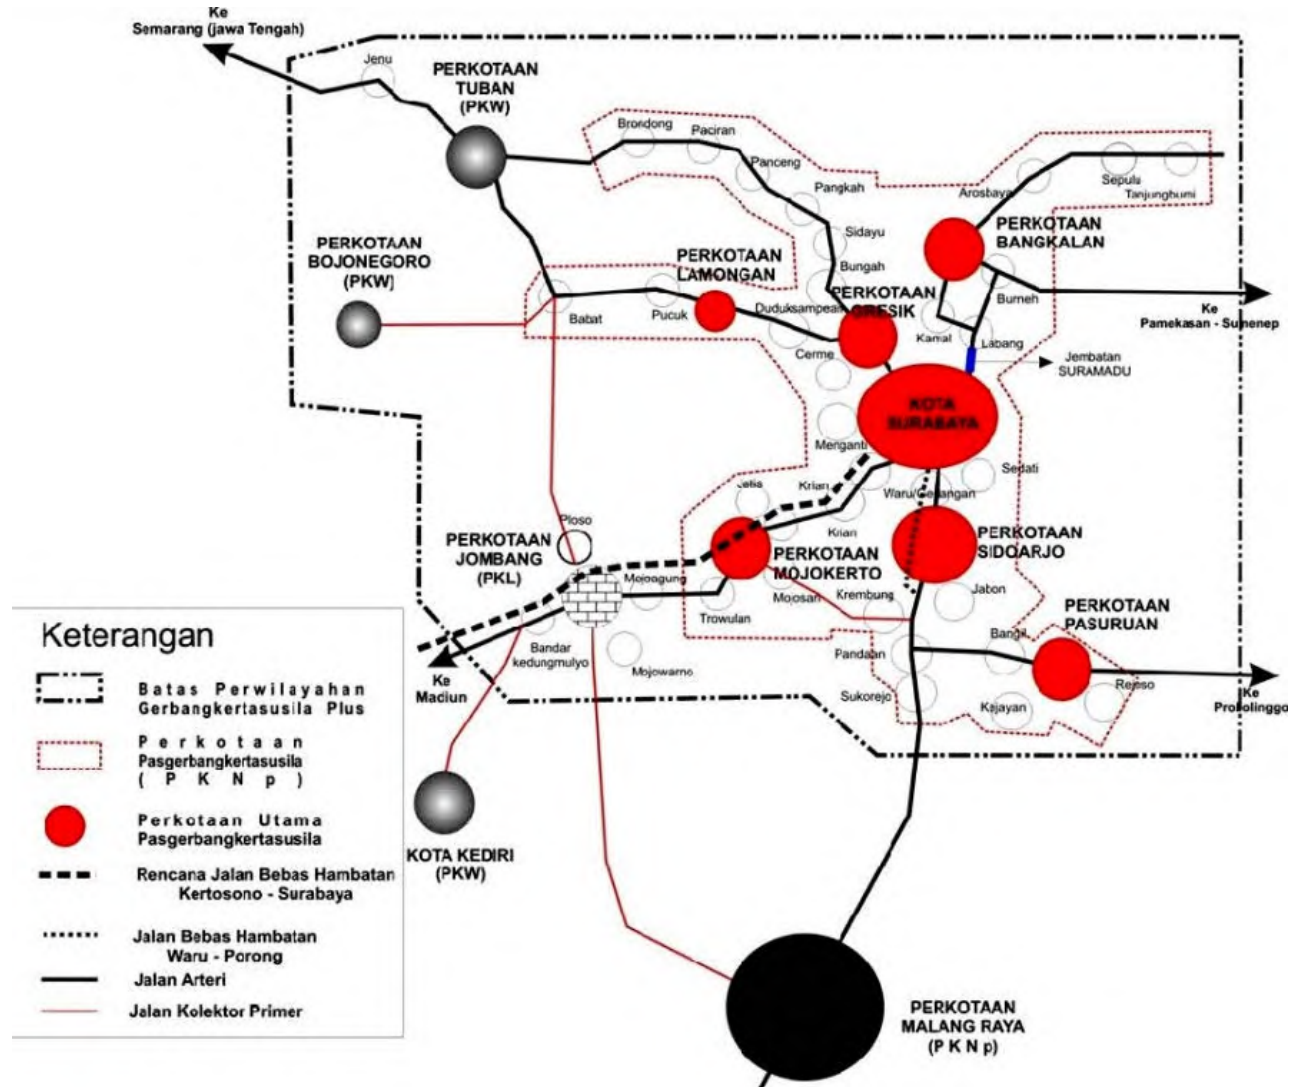 Ke
Semarang (jawa Tengah)
Jenu
PERKOTAAN
TUBAN
(PKW)
Brondong
Paciran
Panceng
Pangkah
Sidayu
Bungah
Arosbaya
Sepulu
Tanjungbumi
PERKOTAAN
BANGKALAN
PERKOTAAN
BOJONEGORO
(PKW)
PERKOTAAN
LAMONGAN
Babat
Pucuk
Duduksampean
PERKOTAAN
GRESIK
Cerme
Burneh
Kamal
Labang
Ke
Pamekasan - Sumenep
Jembatan
SURAMADU
KOTA
SURABAYA
Menganti
Sedati
Jetis
Krian
Waru/Gedangan
Krian
Ploso
PERKOTAAN
JOMBANG
(PKL)
PERKOTAAN
MOJOKERTO
PERKOTAAN
SIDOARJO
Mojoagung
Trowulan
Mojosari
Krembung
Jabon
PERKOTAAN
PASURUAN
Bandar
kedungmulyo
Mojowarno
Pandaan
Bangil
Sukorejo
Kejayan
Rejoso
Ke
Madiun
Ke
Probolinggo
KOTA KEDIRI
(PKW)
PERKOTAAN
MALANG RAYA
(P K N p)
Keterangan
Batas Perwilayahan
Gerbangkertasusila Plus
Perkotaan
Pasgerbangkertasusila
( P K N p )
Perkotaan Utama
Pasgerbangkertasusila
Rencana Jalan Bebas Hambatan
Kertosono - Surabaya
Jalan Bebas Hambatan
Waru - Porong
Jalan Arteri
Jalan Kolektor Primer